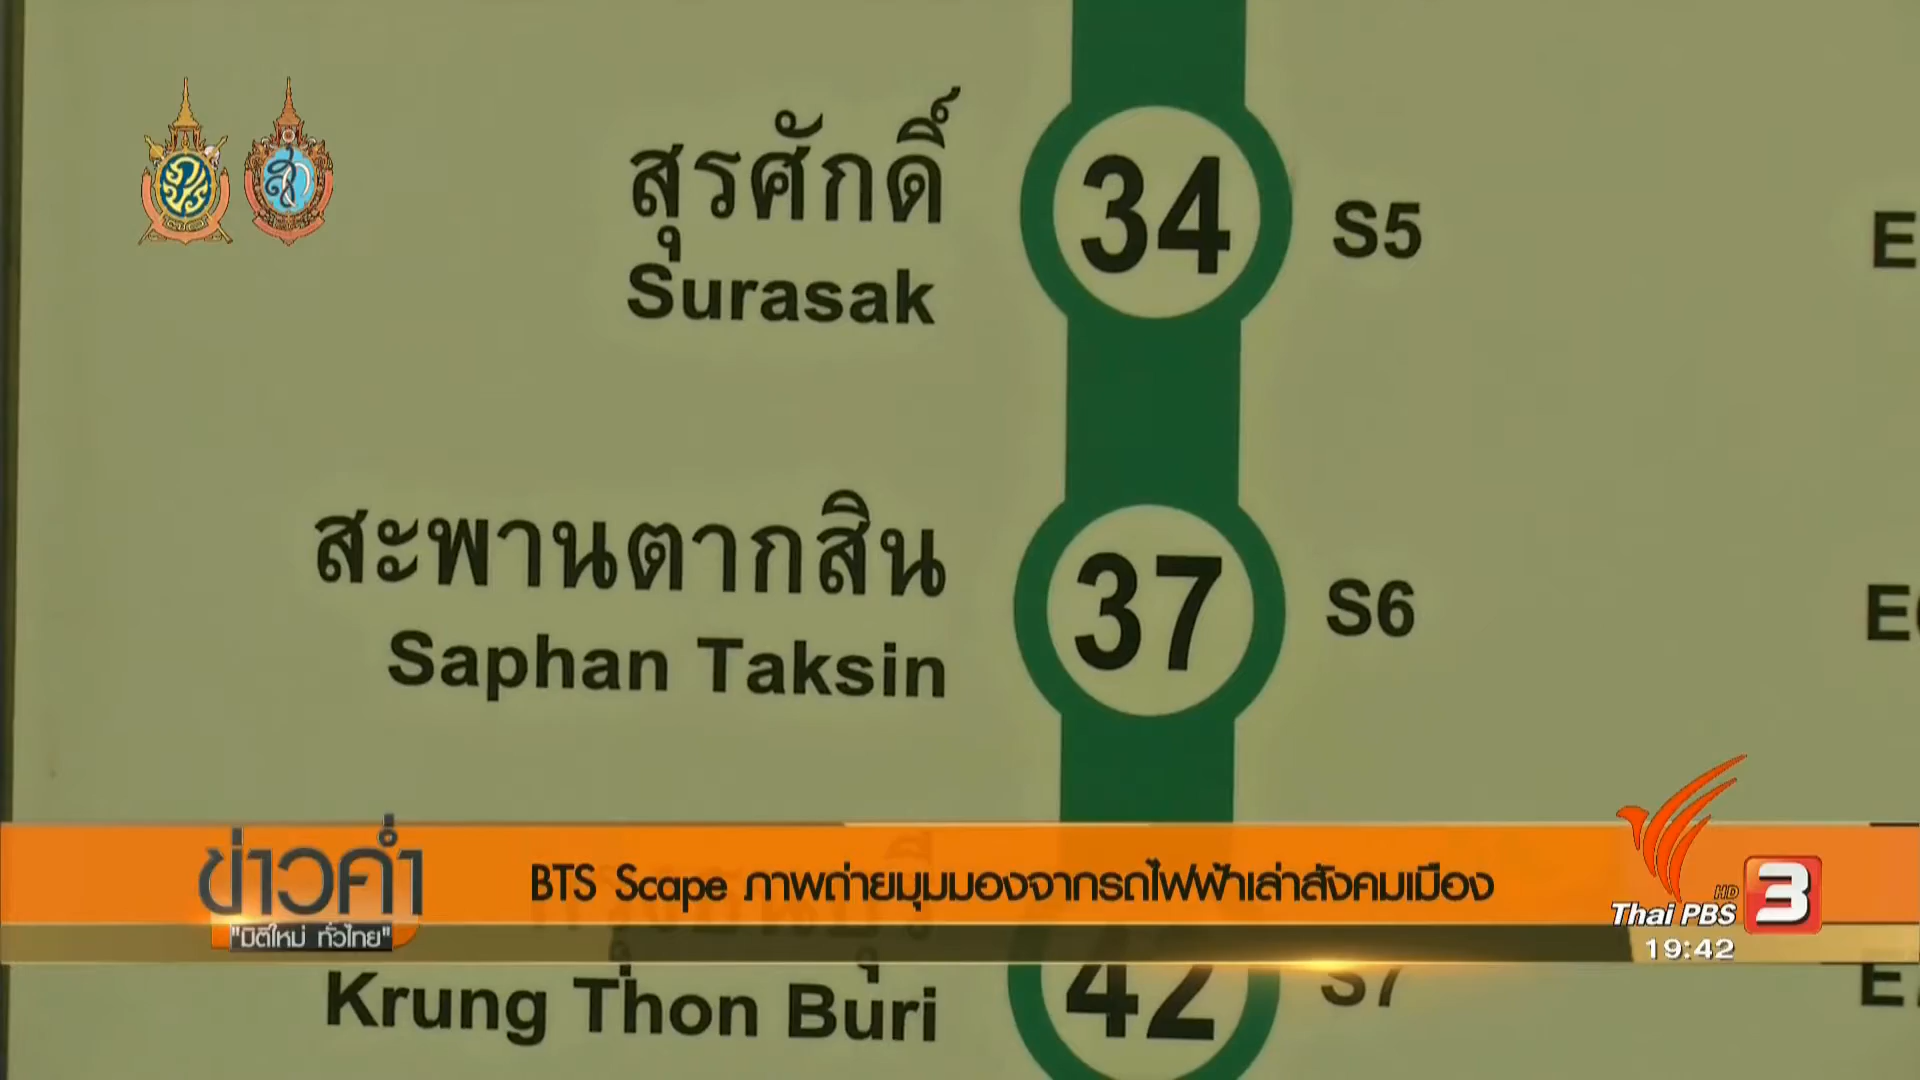 สุรศักดิ์
34
S5
Surasak
สะพานตากสิน
37
S6
Saphan Taksin
ข่าวค่ำ
"มิติใหม่ ทั่วไทย"
BTS Scape ภาพถ่ายมุมมองจากรถไฟฟ้าเล่าสังคมเมือง
HD
Thai PBS
3
19:42
Krung Thon Buri
42
S7